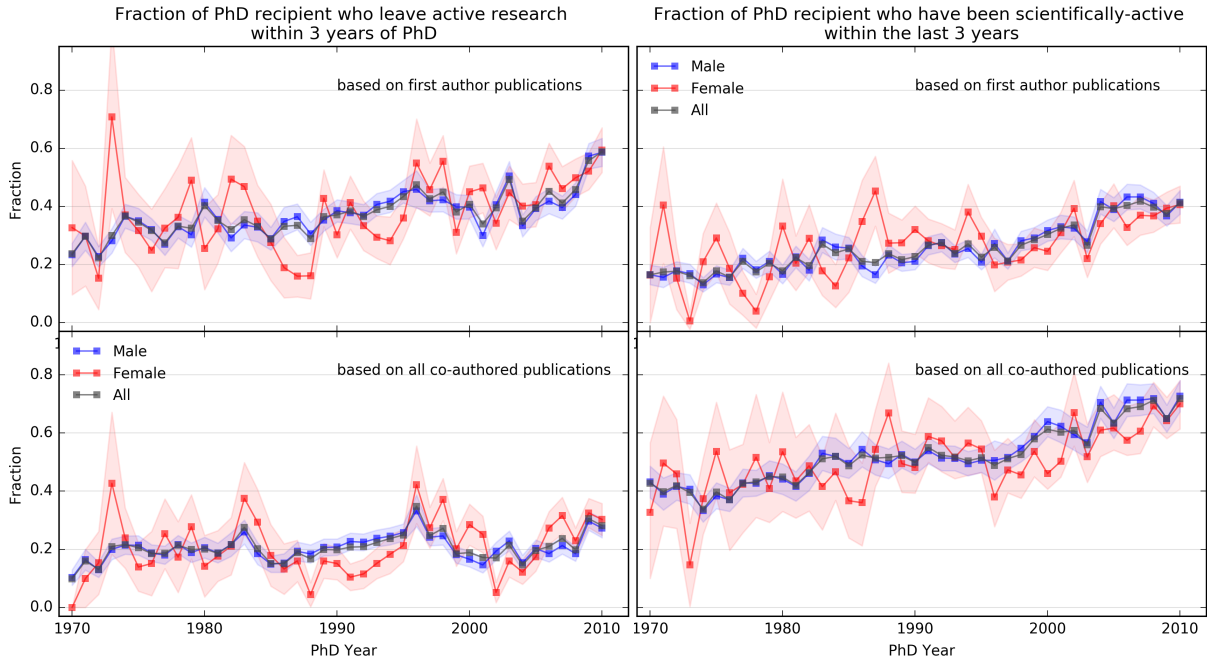 Fraction of PhD recipient who leave active research
within 3 years of PhD
Fraction of PhD recipient who have been scientifically-active
within the last 3 years
Fraction
0.8
0.6
0.4
0.2
0.0
based on first author publications
Male
Female
All
based on first author publications
Fraction
0.8
0.6
0.4
0.2
0.0
Male
Female
All
based on all co-authored publications
based on all co-authored publications
1970 1980 1990 2000 2010
PhD Year
1970 1980 1990 2000 2010
PhD Year